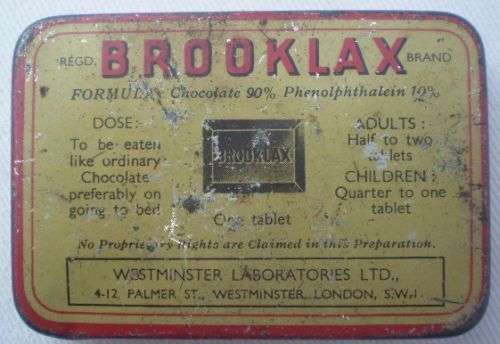 REGD. BROOKLAX BRAND
FORMULA: Chocolate 90% Phenolphthalein 10%
DOSE:
To be eaten
like ordinary
Chocolate
preferably on
going to bed
BROOKLAX
One tablet
ADULTS:
Half to two
tablets
CHILDREN:
Quarter to one
tablet
No Proprietary Rights are Claimed in this Preparation.
WESTMINSTER LABORATORIES LTD.,
4-12 PALMER ST., WESTMINSTER, LONDON, S.W.1.